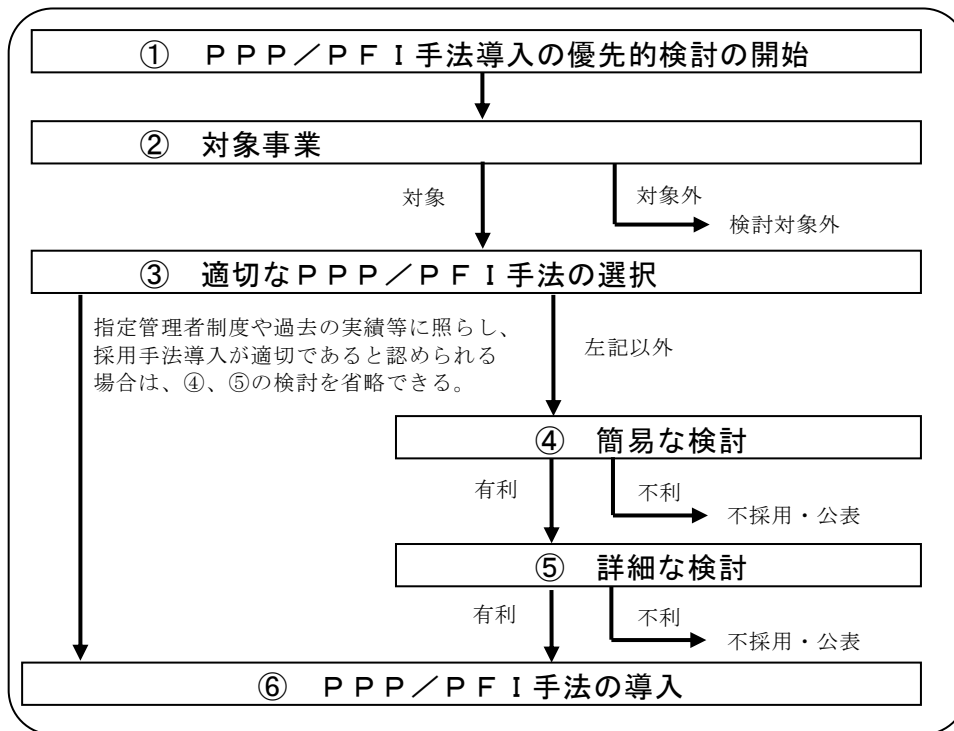 ① ＰＰＰ／ＰＦＩ手法導入の優先的検討の開始
② 対象事業
対象
対象外
検討対象外
③ 適切なＰＰＰ／ＰＦＩ手法の選択
指定管理者制度や過去の実績等に照らし、
採用手法導入が適切であると認められる
場合は、④、⑤の検討を省略できる。
左記以外
④ 簡易な検討
有利
不利
不採用・公表
⑤ 詳細な検討
有利
不利
不採用・公表
⑥ ＰＰＰ／ＰＦＩ手法の導入